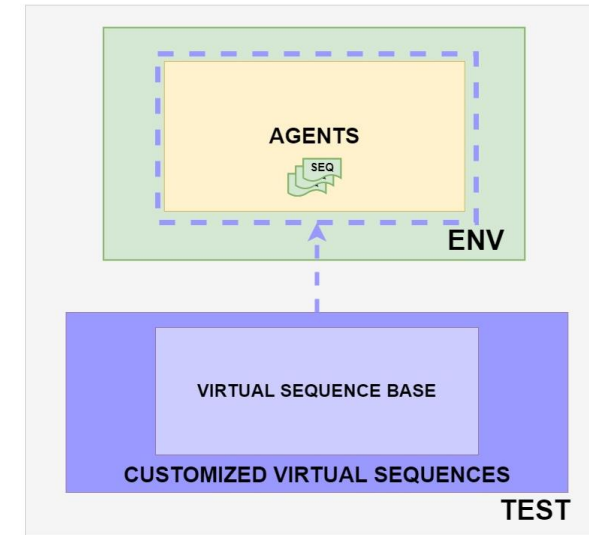 AGENTS
SEQ
ENV
VIRTUAL SEQUENCE BASE
CUSTOMIZED VIRTUAL SEQUENCES
TEST